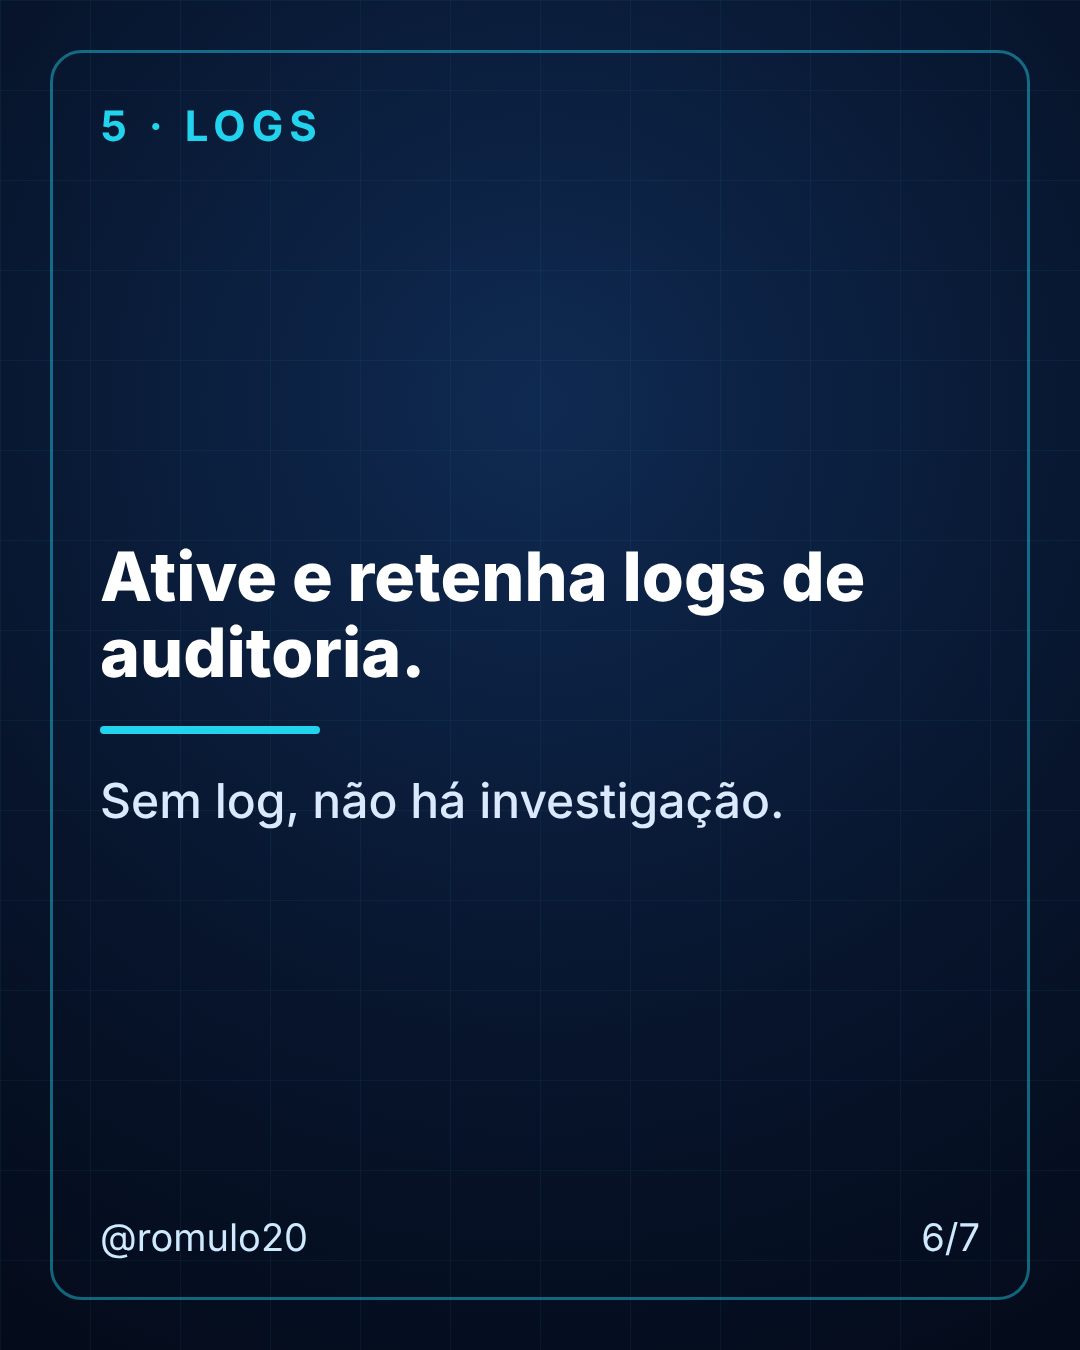 5 · LOGS
Ative e retenha logs de
auditoria.
Sem log, não há investigação.
@romulo20
6/7